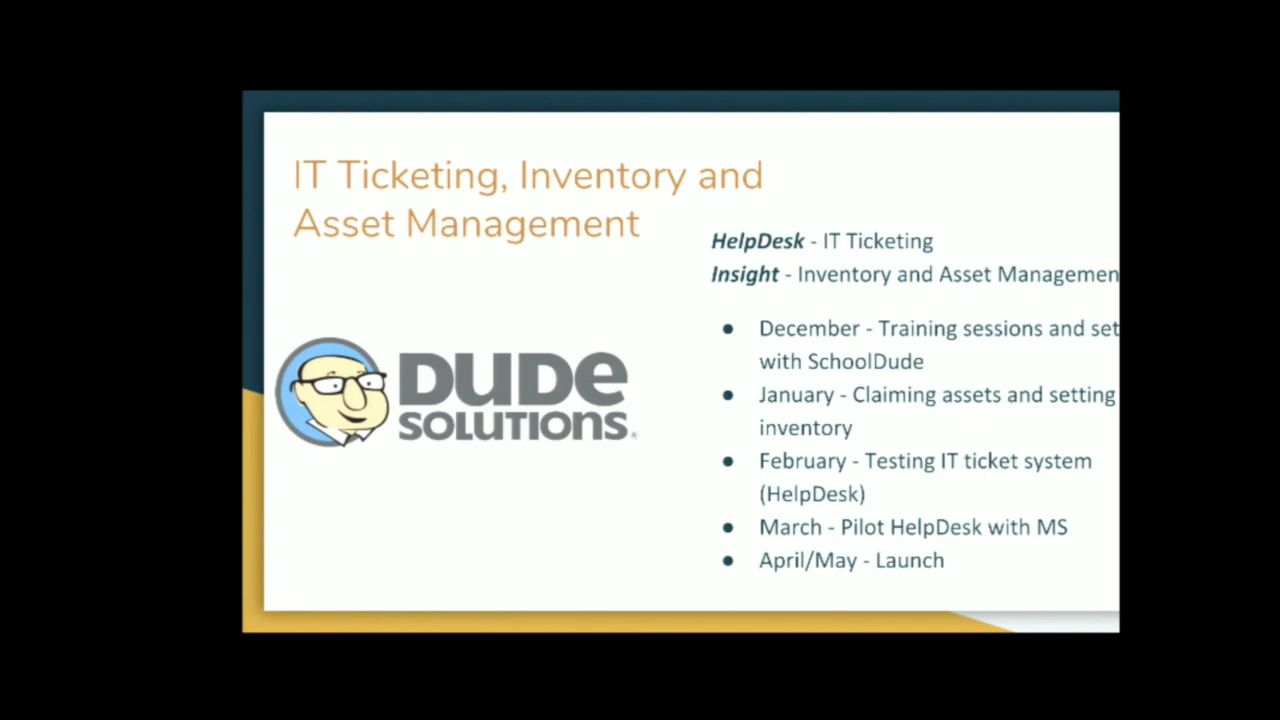 IT Ticketing, Inventory and
Asset Management
HelpDesk - IT Ticketing
Insight - Inventory and Asset Managemen
● December - Training sessions and set
with SchoolDude
● January - Claiming assets and setting
inventory
● February - Testing IT ticket system
(HelpDesk)
● March - Pilot HelpDesk with MS
● April/May - Launch
DUDE
SOLUTIONS®